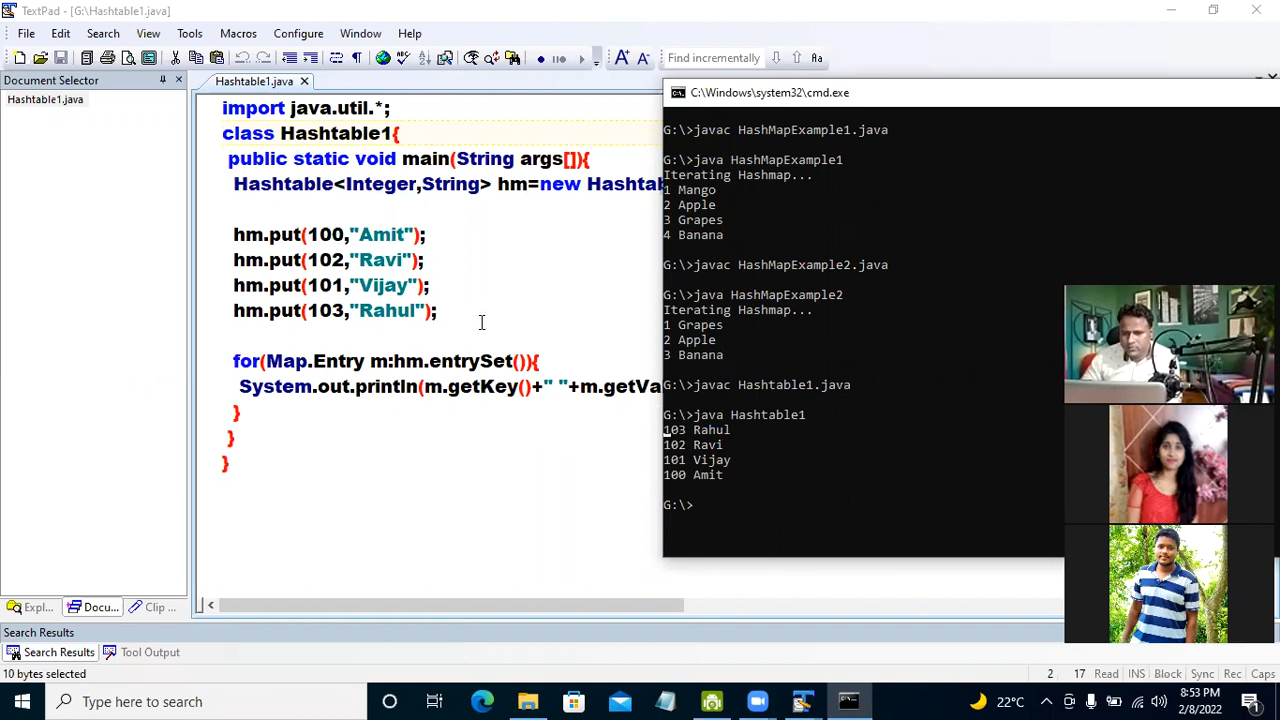 TextPad - [G:\Hashtable1.java]
File Edit Search View Tools Macros Configure Window Help
Find incrementally
Document Selector
Hashtable1.java
Hashtable1.java
import java.util.*;
class Hashtable1{
public static void main(String args[]){
Hashtable<Integer,String> hm=new Hashta
hm.put(100,"Amit");
hm.put(102,"Ravi");
hm.put(101,"Vijay");
hm.put(103,"Rahul");
for(Map.Entry m:hm.entrySet()){
System.out.println(m.getKey()+" "+m.getVa
}
}
}
C:\Windows\system32\cmd.exe
G:\>javac HashMapExample1.java
G:\>java HashMapExample1
Iterating Hashmap...
1 Mango
2 Apple
3 Grapes
4 Banana
G:\>javac HashMapExample2.java
G:\>java HashMapExample2
Iterating Hashmap...
1 Grapes
2 Apple
3 Banana
G:\>javac Hashtable1.java
G:\>java Hashtable1
103 Rahul
102 Ravi
101 Vijay
100 Amit
G:\>
Expl... Docu... Clip ...
Search Results
Search Results Tool Output
10 bytes selected 2 17 Read INS Block Sync Rec Caps
Type here to search
22°C
8:53 PM
2/8/2022